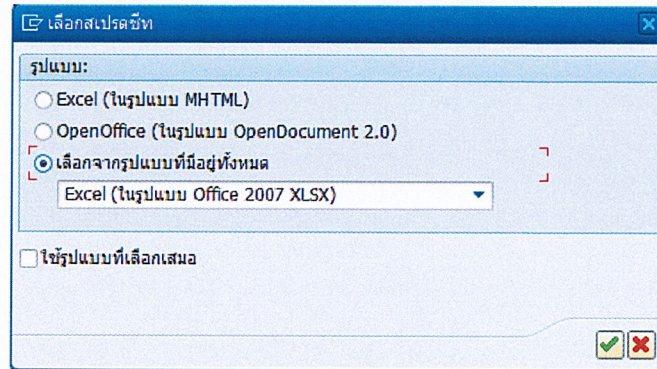 เลือกสเปรดชีท
รูปแบบ:
Excel (ในรูปแบบ MHTML)
OpenOffice (ในรูปแบบ OpenDocument 2.0)
เลือกจากรูปแบบที่มีอยู่ทั้งหมด
Excel (ในรูปแบบ Office 2007 XLSX)
ใช้รูปแบบที่เลือกเสมอ